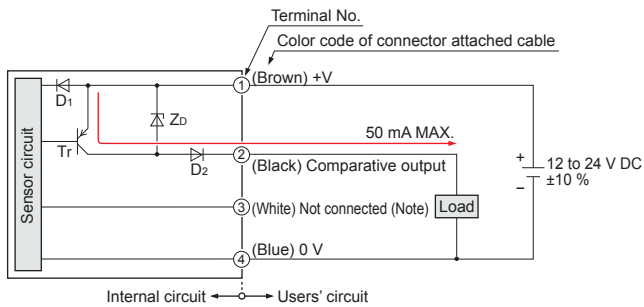 Terminal No.
Color code of connector attached cable
Sensor circuit
D1
Tr
ZD
D2
1 (Brown) +V
50 mA MAX.
2 (Black) Comparative output
3 (White) Not connected (Note)
Load
+
−
12 to 24 V DC
±10 %
4 (Blue) 0 V
Internal circuit
Users' circuit